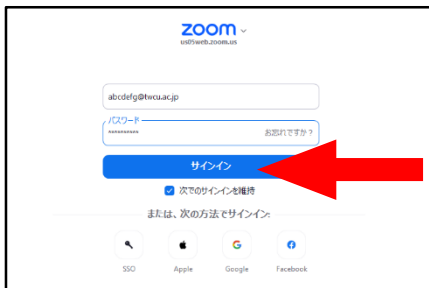 zoom
us05web.zoom.us
abcdefg@twcu.ac.jp
パスワード
**********
お忘れですか？
サインイン
次でのサインインを維持
または、次の方法でサインイン:
SSO
Apple
Google
Facebook